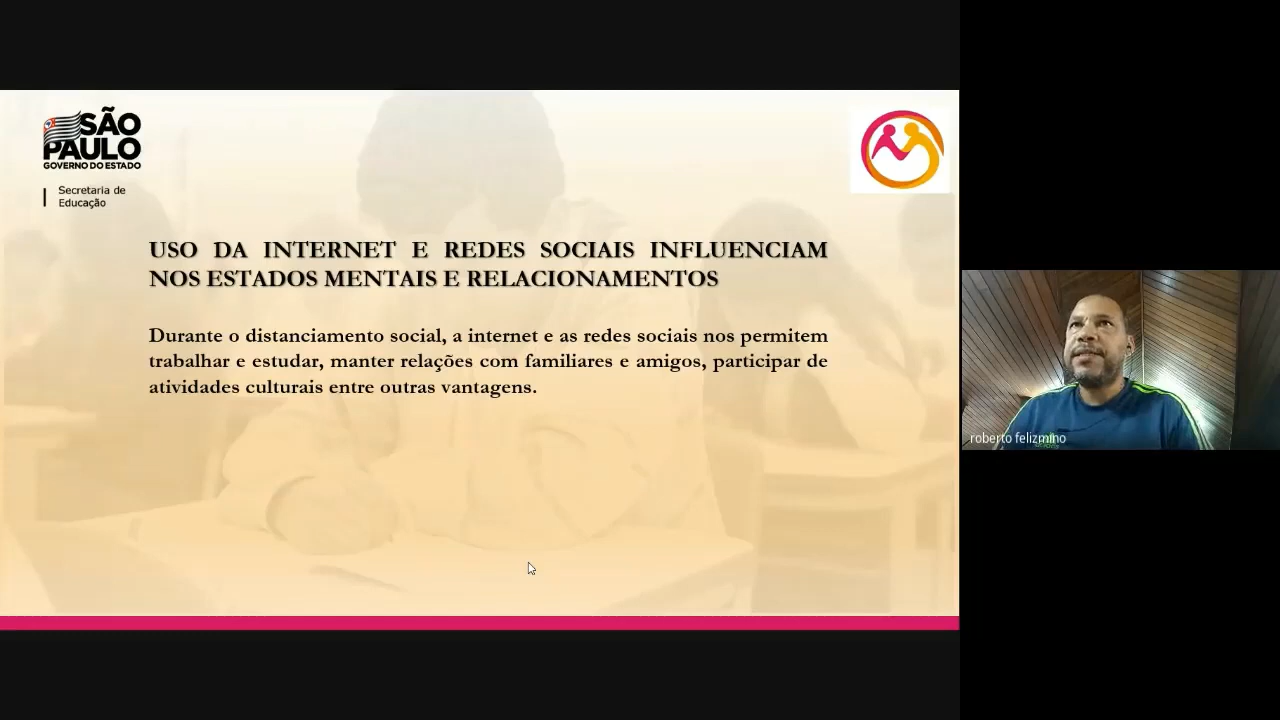 SÃO
PAULO
GOVERNO DO ESTADO
Secretaria de
Educação
USO DA INTERNET E REDES SOCIAIS INFLUENCIAM
NOS ESTADOS MENTAIS E RELACIONAMENTOS
Durante o distanciamento social, a internet e as redes sociais nos permitem
trabalhar e estudar, manter relações com familiares e amigos, participar de
atividades culturais entre outras vantagens.
roberto felizmino